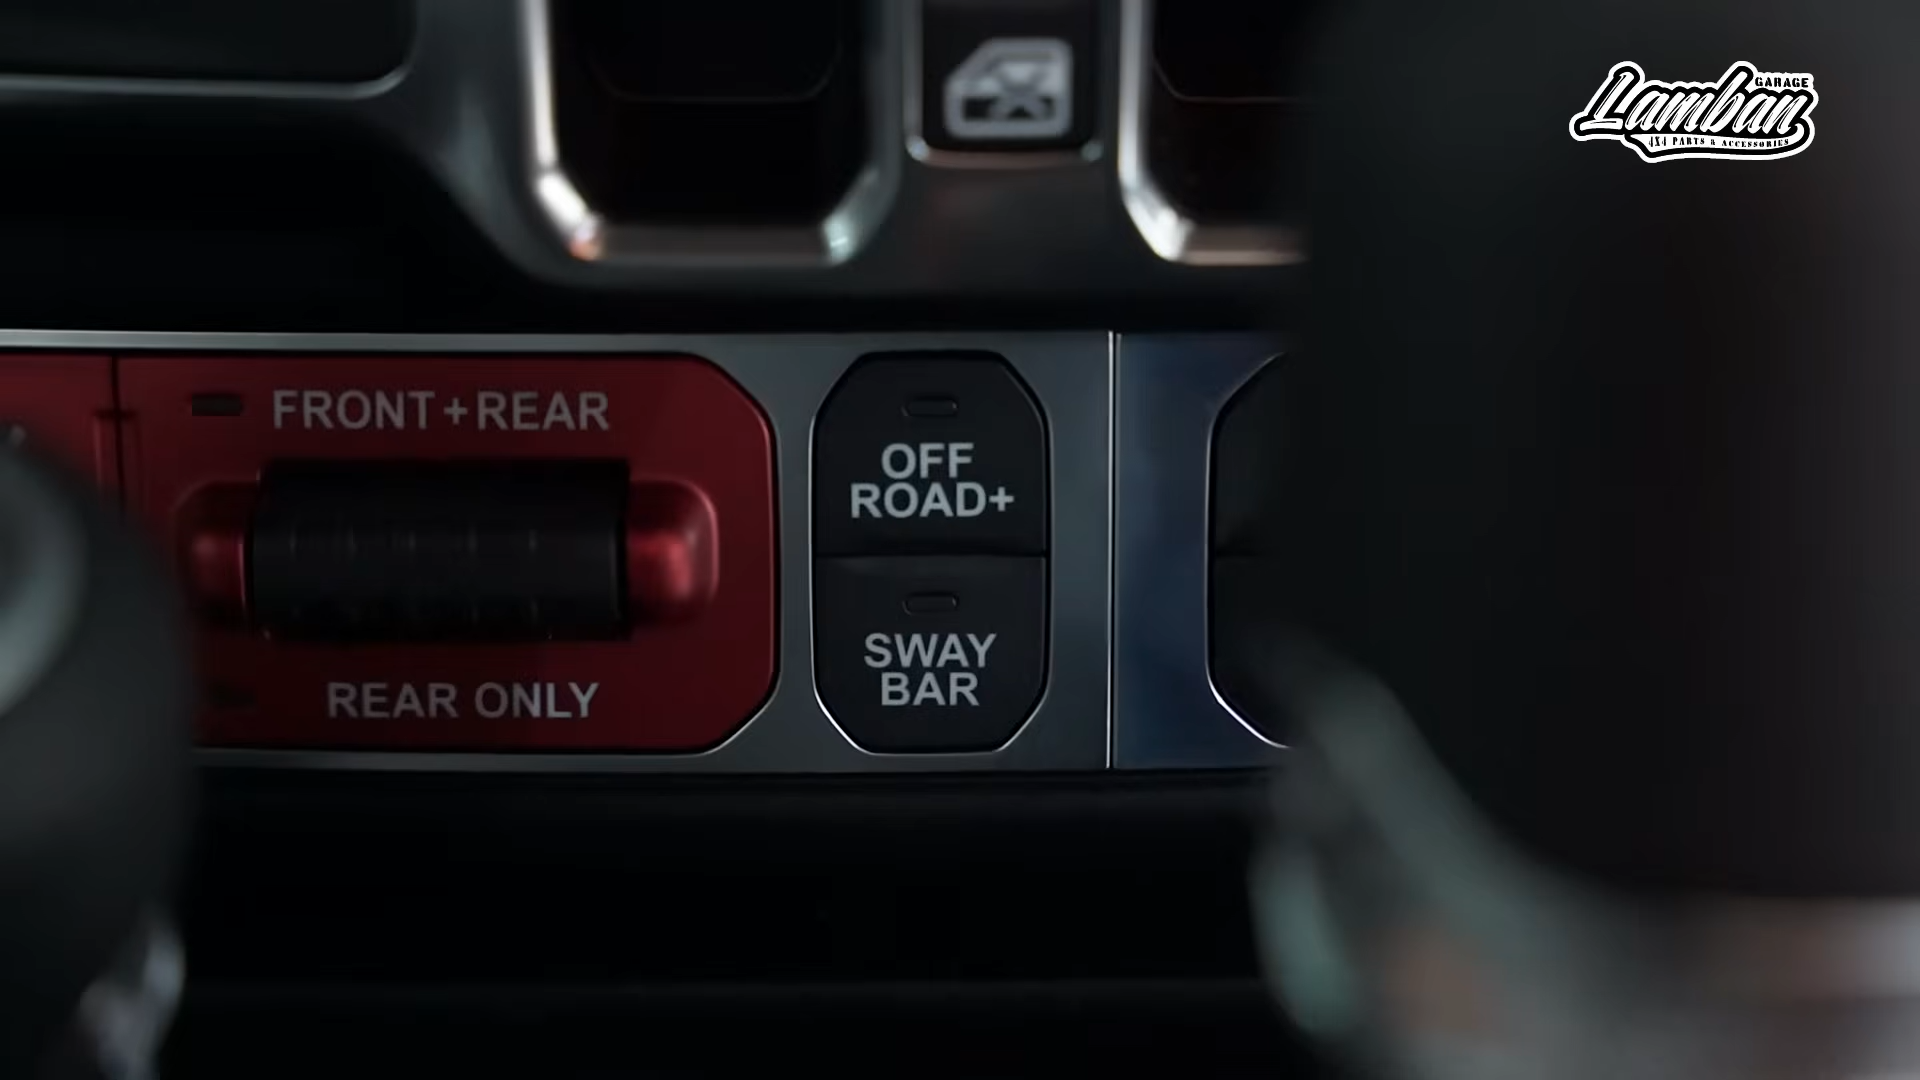 GARAGE
Lamban
4X4 PARTS & ACCESSORIES
FRONT+REAR
OFF
ROAD+
SWAY
BAR
REAR ONLY